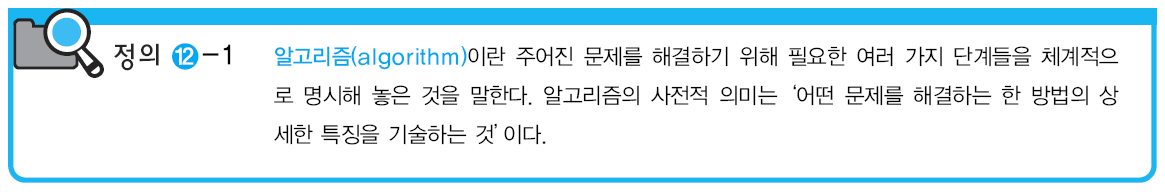 정의 12-1
알고리즘(algorithm)이란 주어진 문제를 해결하기 위해 필요한 여러 가지 단계들을 체계적으
로 명시해 놓은 것을 말한다. 알고리즘의 사전적 의미는 ‘어떤 문제를 해결하는 한 방법의 상
세한 특징을 기술하는 것’이다.